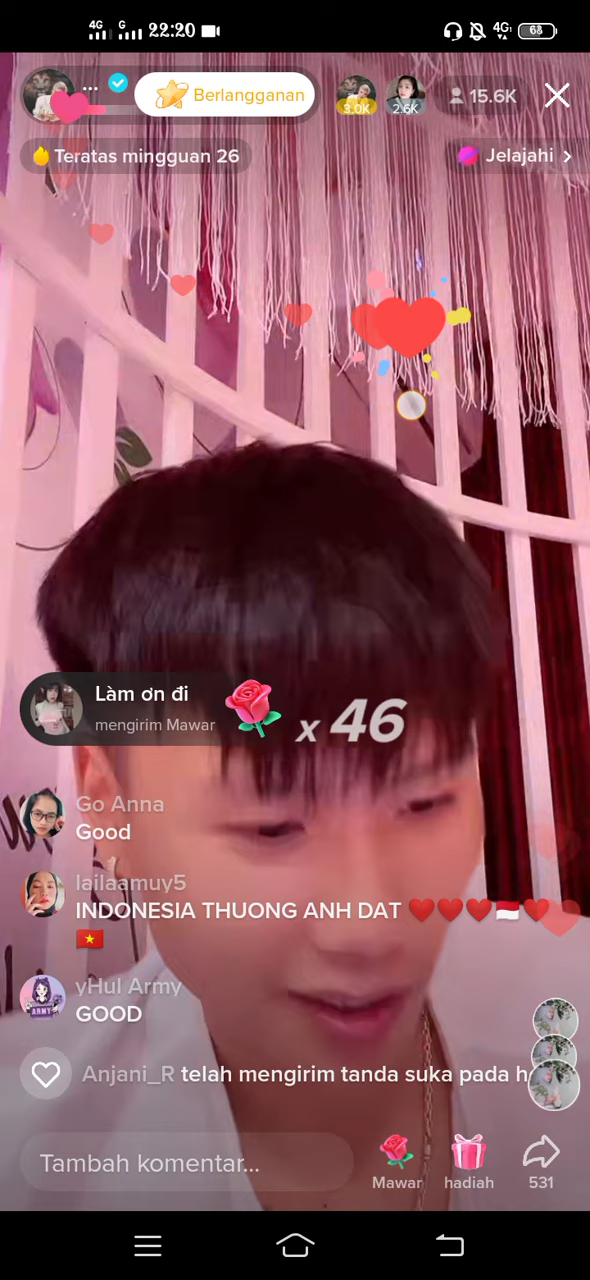 4G G 22:20 4G 63
... Berlangganan 3.0K 2.6K 15.6K
Teratas mingguan 26 Jelajahi
Làm ơn đi
mengirim Mawar
x 46
Go Anna
Good
lailaamuy5
INDONESIA THUONG ANH DAT ❤️❤️❤️🇮🇩❤️
🇻🇳
yHul Army
GOOD
Anjani_R telah mengirim tanda suka pada h
Tambah komentar...
Mawar hadiah 531